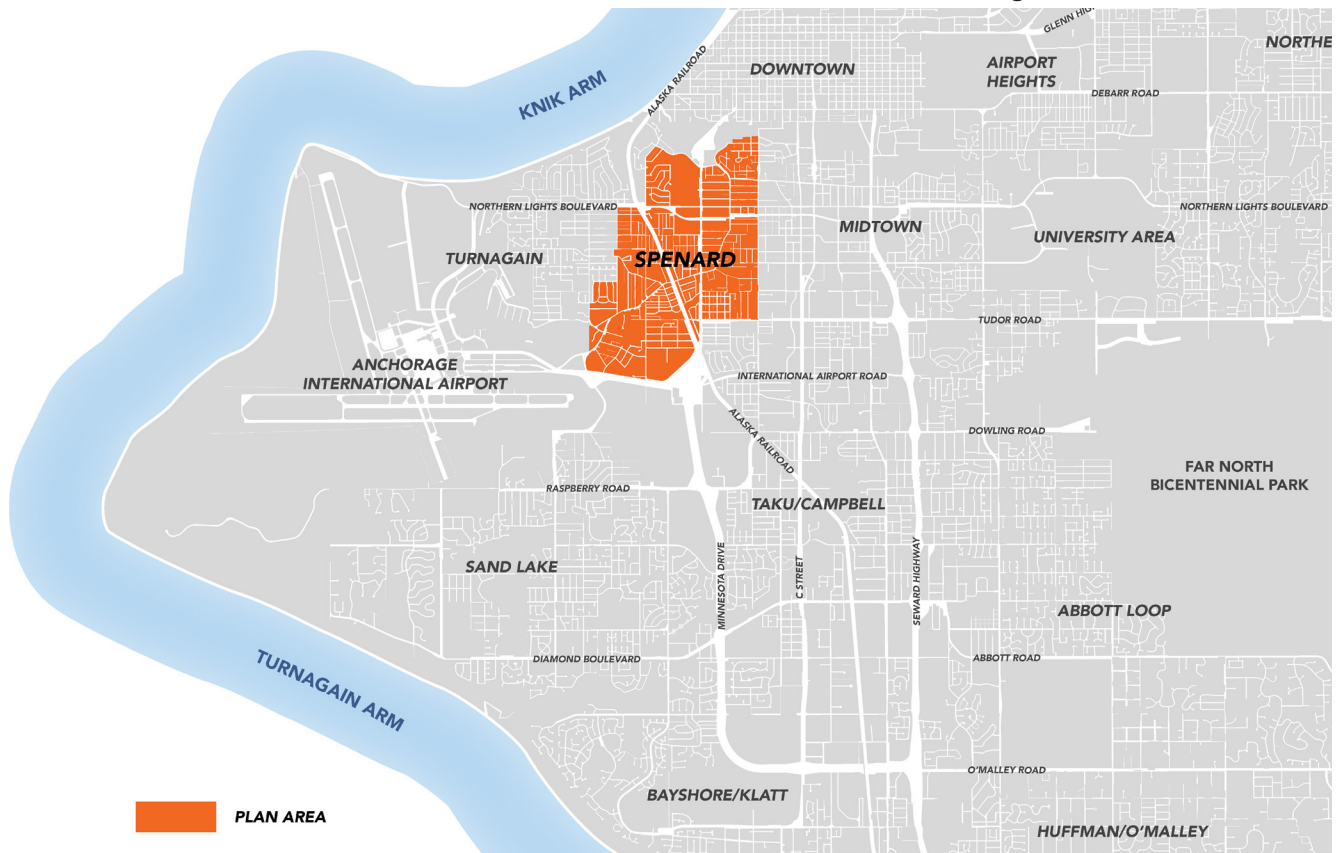 GLENN HIG
NORTHE
DOWNTOWN
AIRPORT
HEIGHTS
ALASKA RAILROAD
KNIK ARM
DEBARR ROAD
NORTHERN LIGHTS BOULEVARD
NORTHERN LIGHTS BOULEVARD
MIDTOWN
UNIVERSITY AREA
TURNAGAIN
SPENARD
TUDOR ROAD
ANCHORAGE
INTERNATIONAL AIRPORT
INTERNATIONAL AIRPORT ROAD
ALASKA RAILROAD
DOWLING ROAD
FAR NORTH
BICENTENNIAL PARK
RASPBERRY ROAD
TAKU/CAMPBELL
SAND LAKE
MINNESOTA DRIVE
C STREET
SEWARD HIGHWAY
ABBOTT LOOP
TURNAGAIN ARM
DIAMOND BOULEVARD
ABBOTT ROAD
O'MALLEY ROAD
BAYSHORE/KLATT
PLAN AREA
HUFFMAN/O'MALLEY